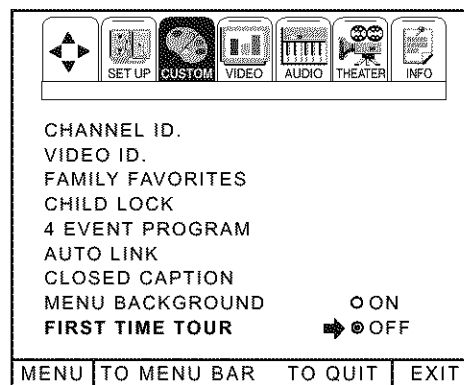 SET UP CUSTOM VIDEO AUDIO THEATER INFO
CHANNEL ID.
VIDEO ID.
FAMILY FAVORITES
CHILD LOCK
4 EVENT PROGRAM
AUTO LINK
CLOSED CAPTION
MENU BACKGROUND ON
FIRST TIME TOUR OFF
MENU TO MENU BAR TO QUIT EXIT